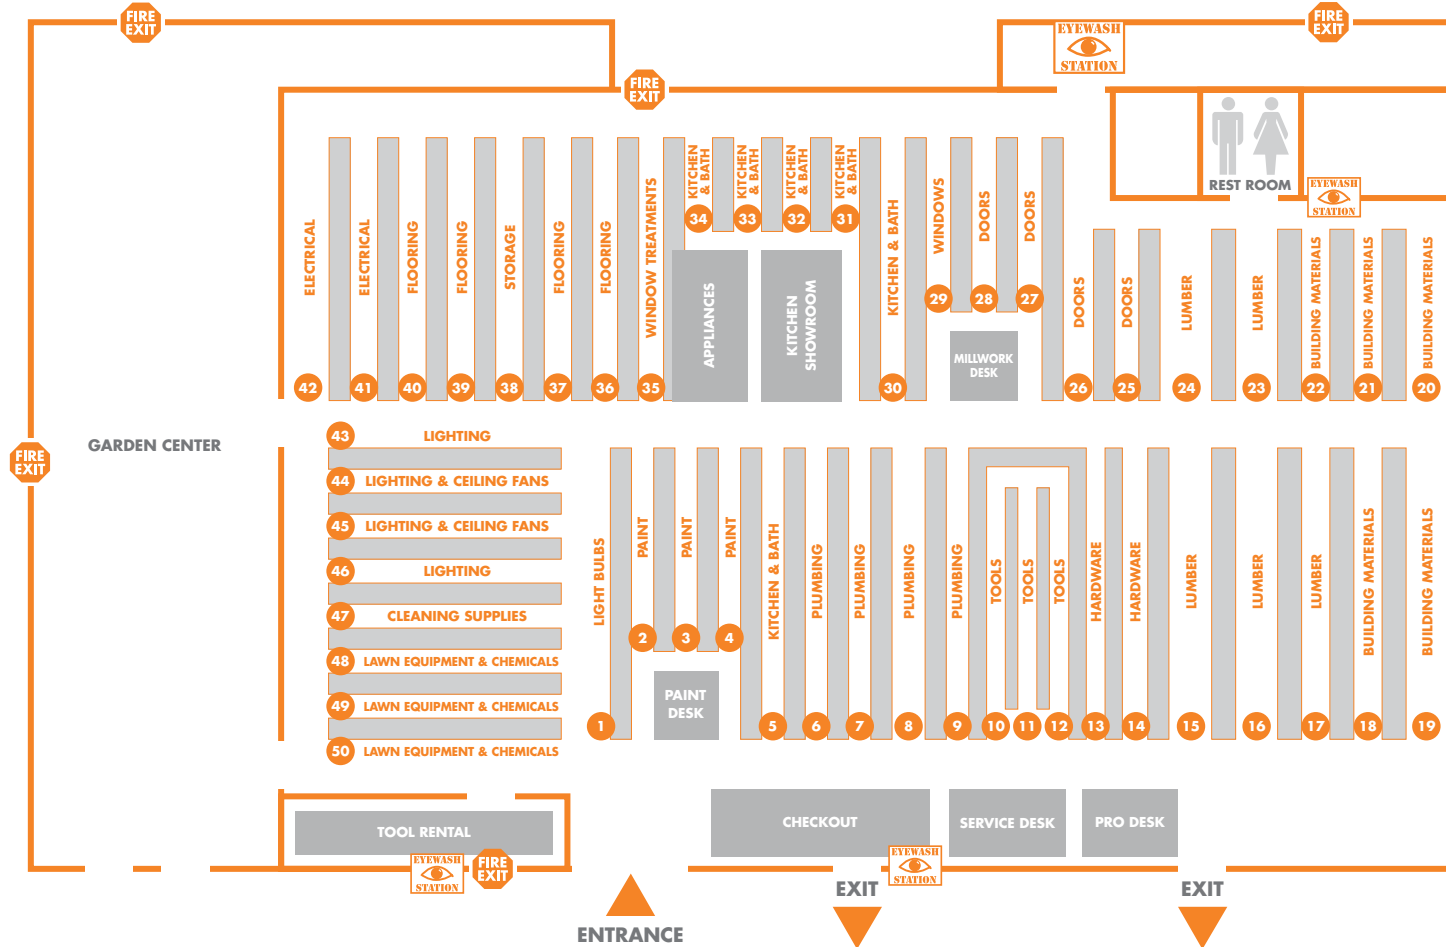 FIRE
EXIT
FIRE
EXIT
EYEWASH
STATION
FIRE
EXIT
REST ROOM
EYEWASH
STATION
ELECTRICAL
ELECTRICAL
FLOORING
FLOORING
STORAGE
FLOORING
FLOORING
WINDOW TREATMENTS
KITCHEN
& BATH
KITCHEN
& BATH
KITCHEN
& BATH
KITCHEN
& BATH
34
33
32
31
KITCHEN & BATH
WINDOWS
DOORS
DOORS
29
28
27
DOORS
DOORS
LUMBER
LUMBER
BUILDING MATERIALS
BUILDING MATERIALS
BUILDING MATERIALS
APPLIANCES
KITCHEN
SHOWROOM
MILLWORK
DESK
42
41
40
39
38
37
36
35
30
26
25
24
23
22
21
20
GARDEN CENTER
FIRE
EXIT
43 LIGHTING
44 LIGHTING & CEILING FANS
45 LIGHTING & CEILING FANS
46 LIGHTING
47 CLEANING SUPPLIES
48 LAWN EQUIPMENT & CHEMICALS
49 LAWN EQUIPMENT & CHEMICALS
50 LAWN EQUIPMENT & CHEMICALS
LIGHT BULBS
PAINT
PAINT
PAINT
KITCHEN & BATH
PLUMBING
PLUMBING
PLUMBING
PLUMBING
TOOLS
TOOLS
TOOLS
HARDWARE
HARDWARE
LUMBER
LUMBER
LUMBER
BUILDING MATERIALS
BUILDING MATERIALS
2
3
4
PAINT
DESK
1
5
6
7
8
9
10
11
12
13
14
15
16
17
18
19
TOOL RENTAL
CHECKOUT
SERVICE DESK
PRO DESK
EYEWASH
STATION
FIRE
EXIT
EYEWASH
STATION
EXIT
EXIT
ENTRANCE